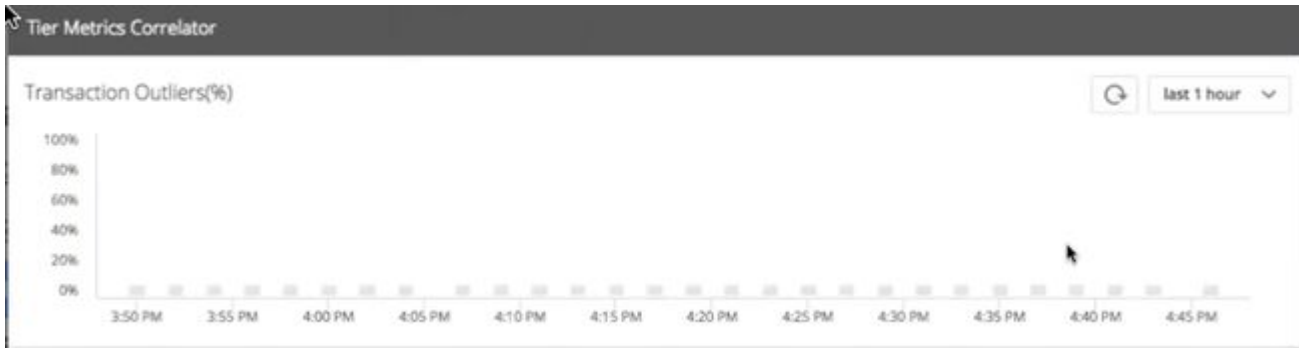 Tier Metrics Correlator
Transaction Outliers(%)
last 1 hour
100%
80%
60%
40%
20%
0%
3:50 PM 3:55 PM 4:00 PM 4:05 PM 4:10 PM 4:15 PM 4:20 PM 4:25 PM 4:30 PM 4:35 PM 4:40 PM 4:45 PM